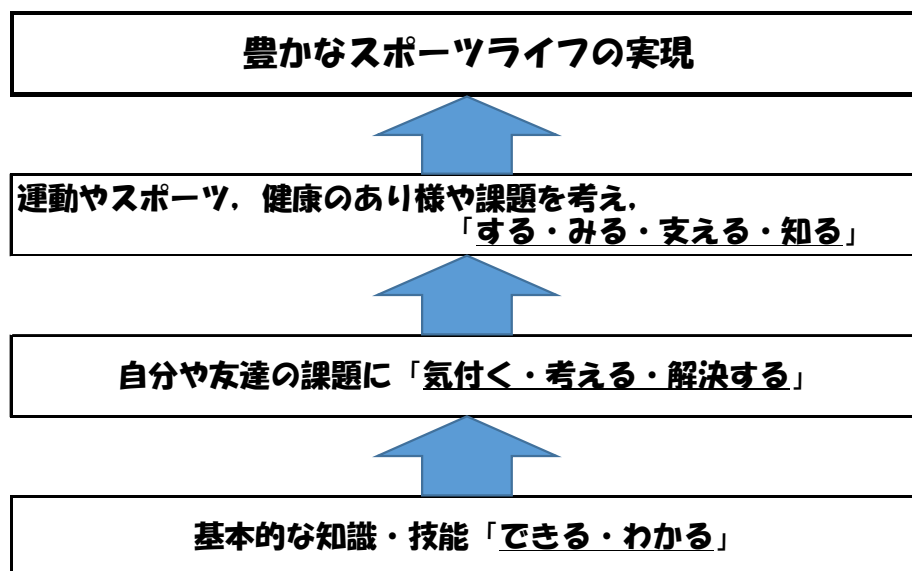 豊かなスポーツライフの実現
運動やスポーツ，健康のあり様や課題を考え，
「する・みる・支える・知る」
自分や友達の課題に「気付く・考える・解決する」
基本的な知識・技能「できる・わかる」